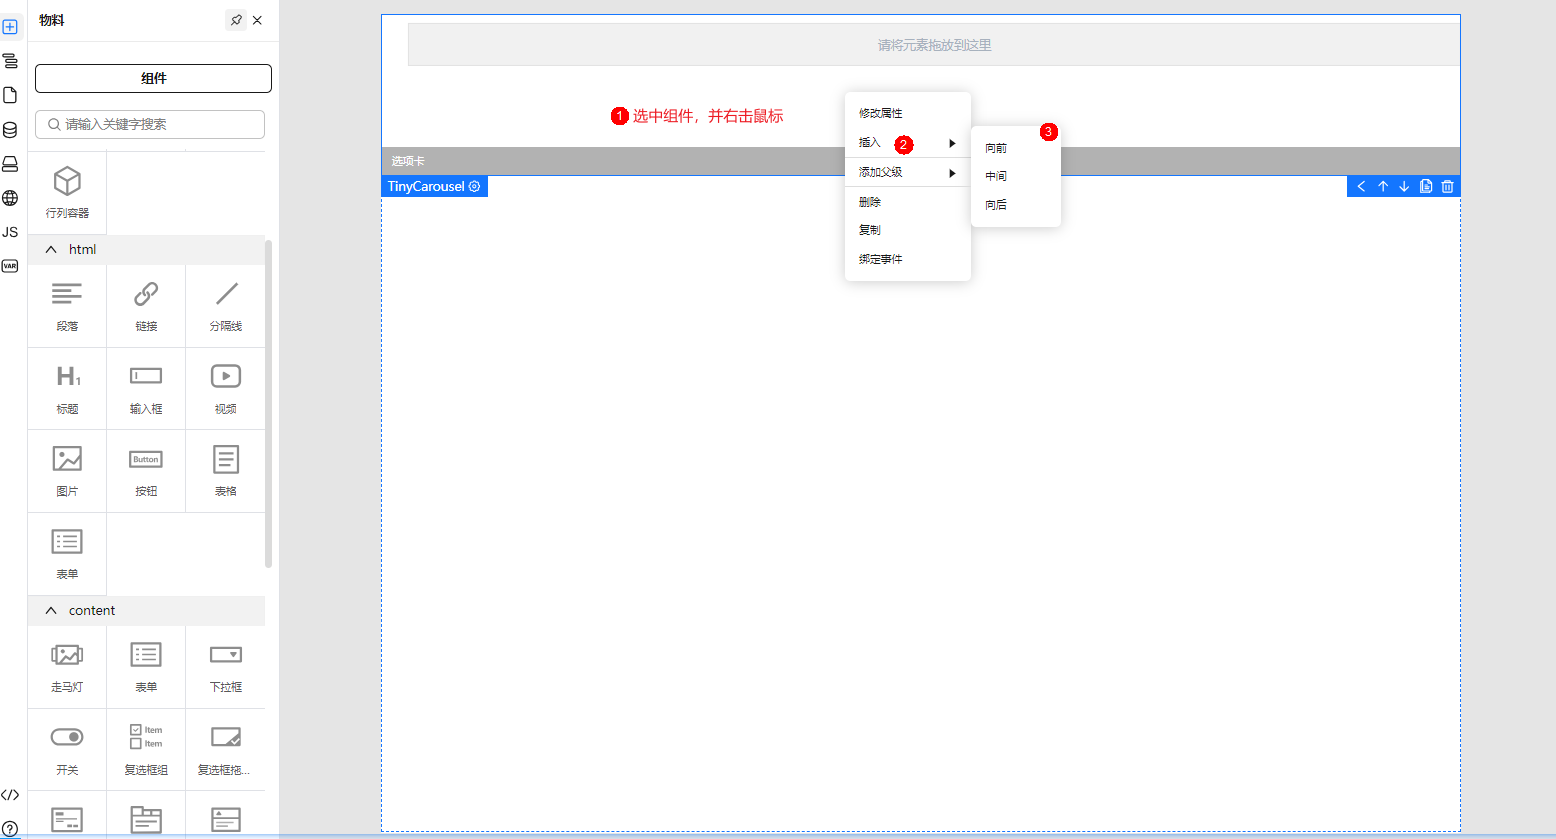 物料
组件
请输入关键字搜索
行列容器
html
段落
链接
分隔线
H1
标题
输入框
视频
图片
Button
按钮
表格
表单
content
走马灯
表单
下拉框
开关
Item
Item
复选框组
复选框拖...
JS
VAR
</>
?
请将元素拖放到这里
1 选中组件，并右击鼠标
选项卡
TinyCarousel
修改属性
插入 2
添加父级
删除
复制
绑定事件
3
向前
中间
向后